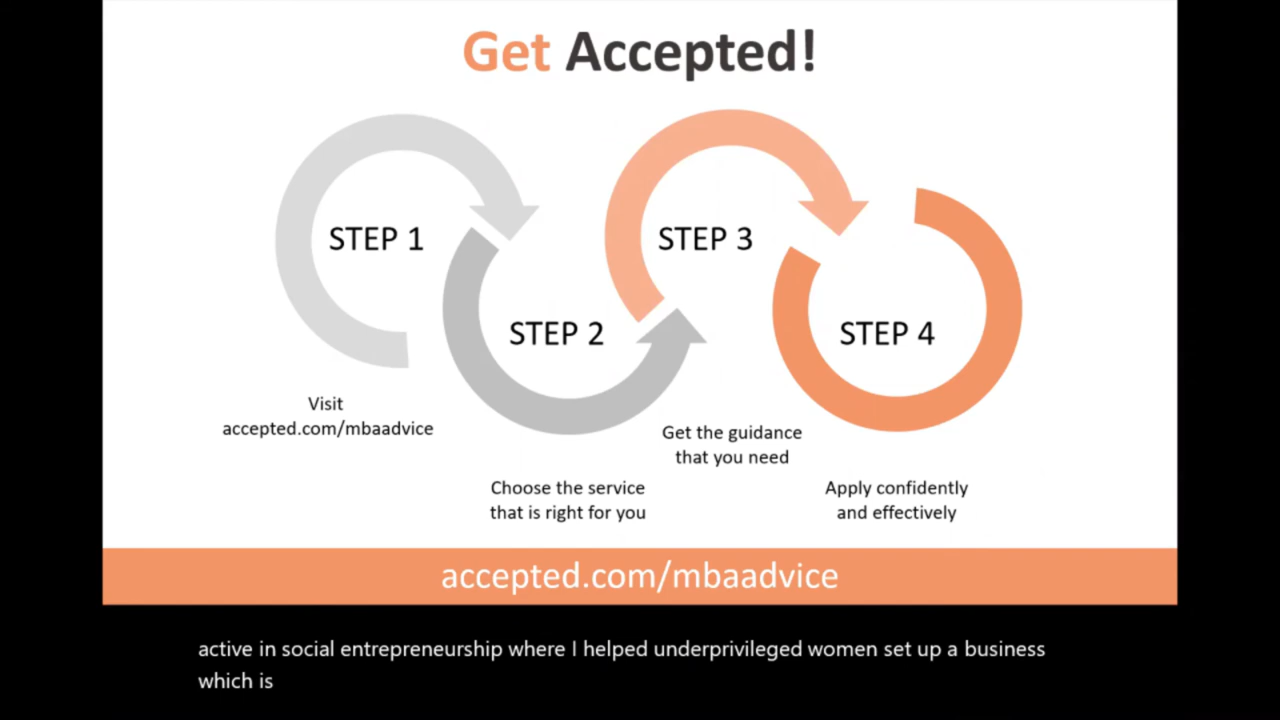 Get Accepted!
STEP 1
STEP 2
STEP 3
STEP 4
Visit
accepted.com/mbaadvice
Choose the service
that is right for you
Get the guidance
that you need
Apply confidently
and effectively
accepted.com/mbaadvice
active in social entrepreneurship where I helped underprivileged women set up a business
which is